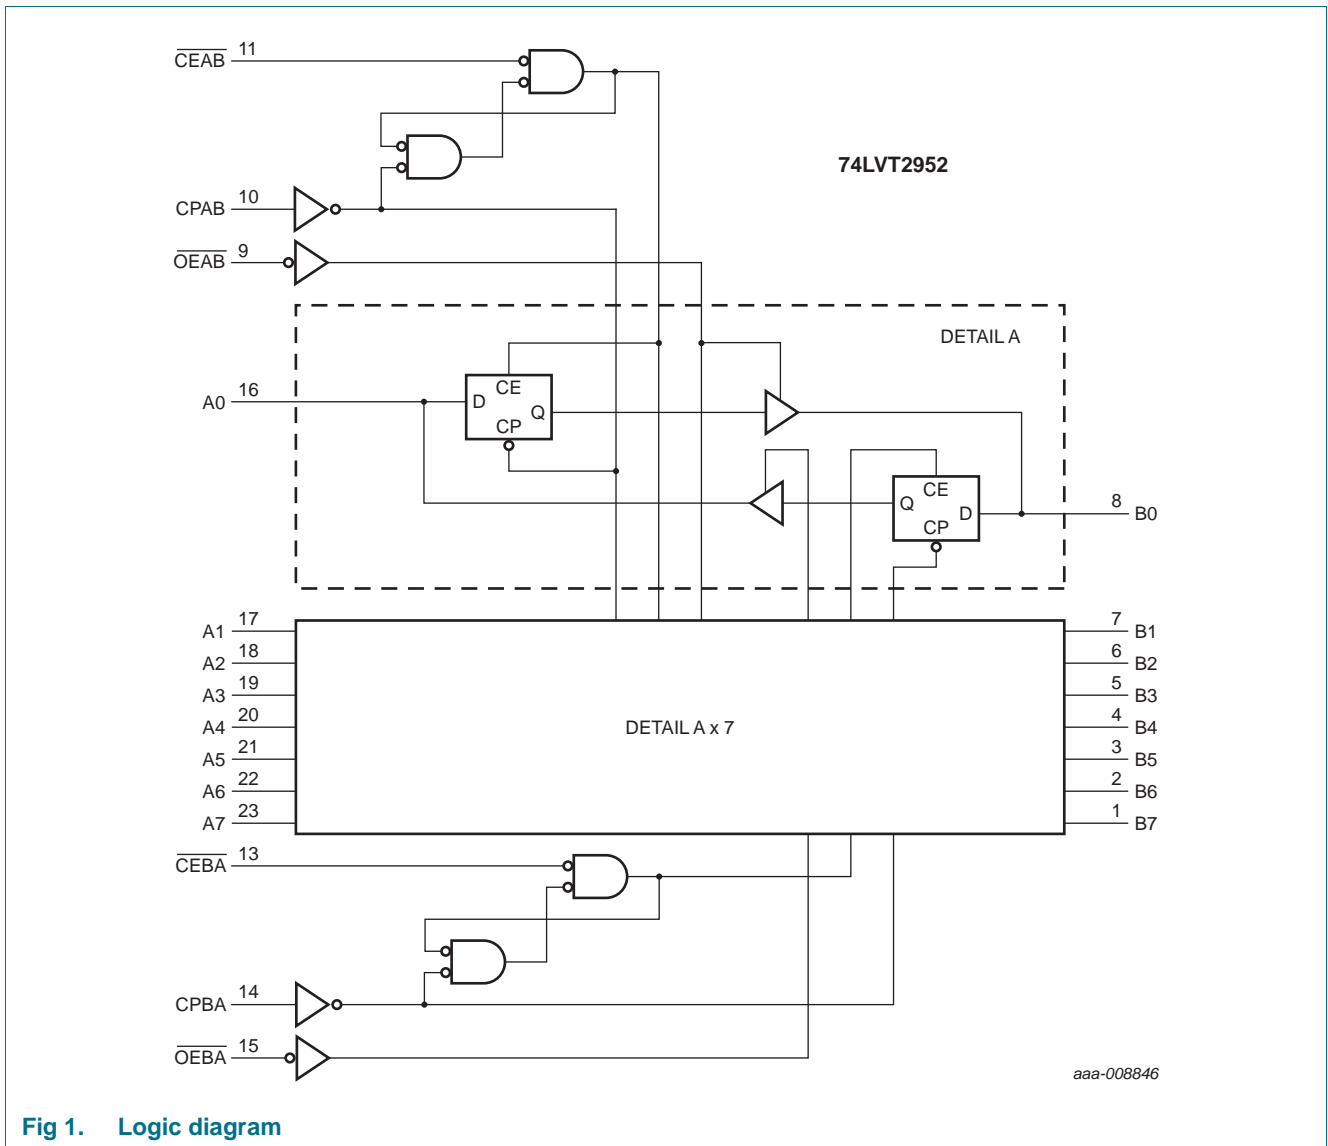 CEAB 11
74LVT2952
CPAB 10
OEAB 9
DETAIL A
A0 16
CE
D
Q
CP
CE
Q
D
CP
8 B0
A1 17
7 B1
A2 18
6 B2
A3 19
5 B3
A4 20
DETAIL A x 7
4 B4
A5 21
3 B5
A6 22
2 B6
A7 23
1 B7
CEBA 13
CPBA 14
OEBA 15
aaa-008846
Fig 1. Logic diagram